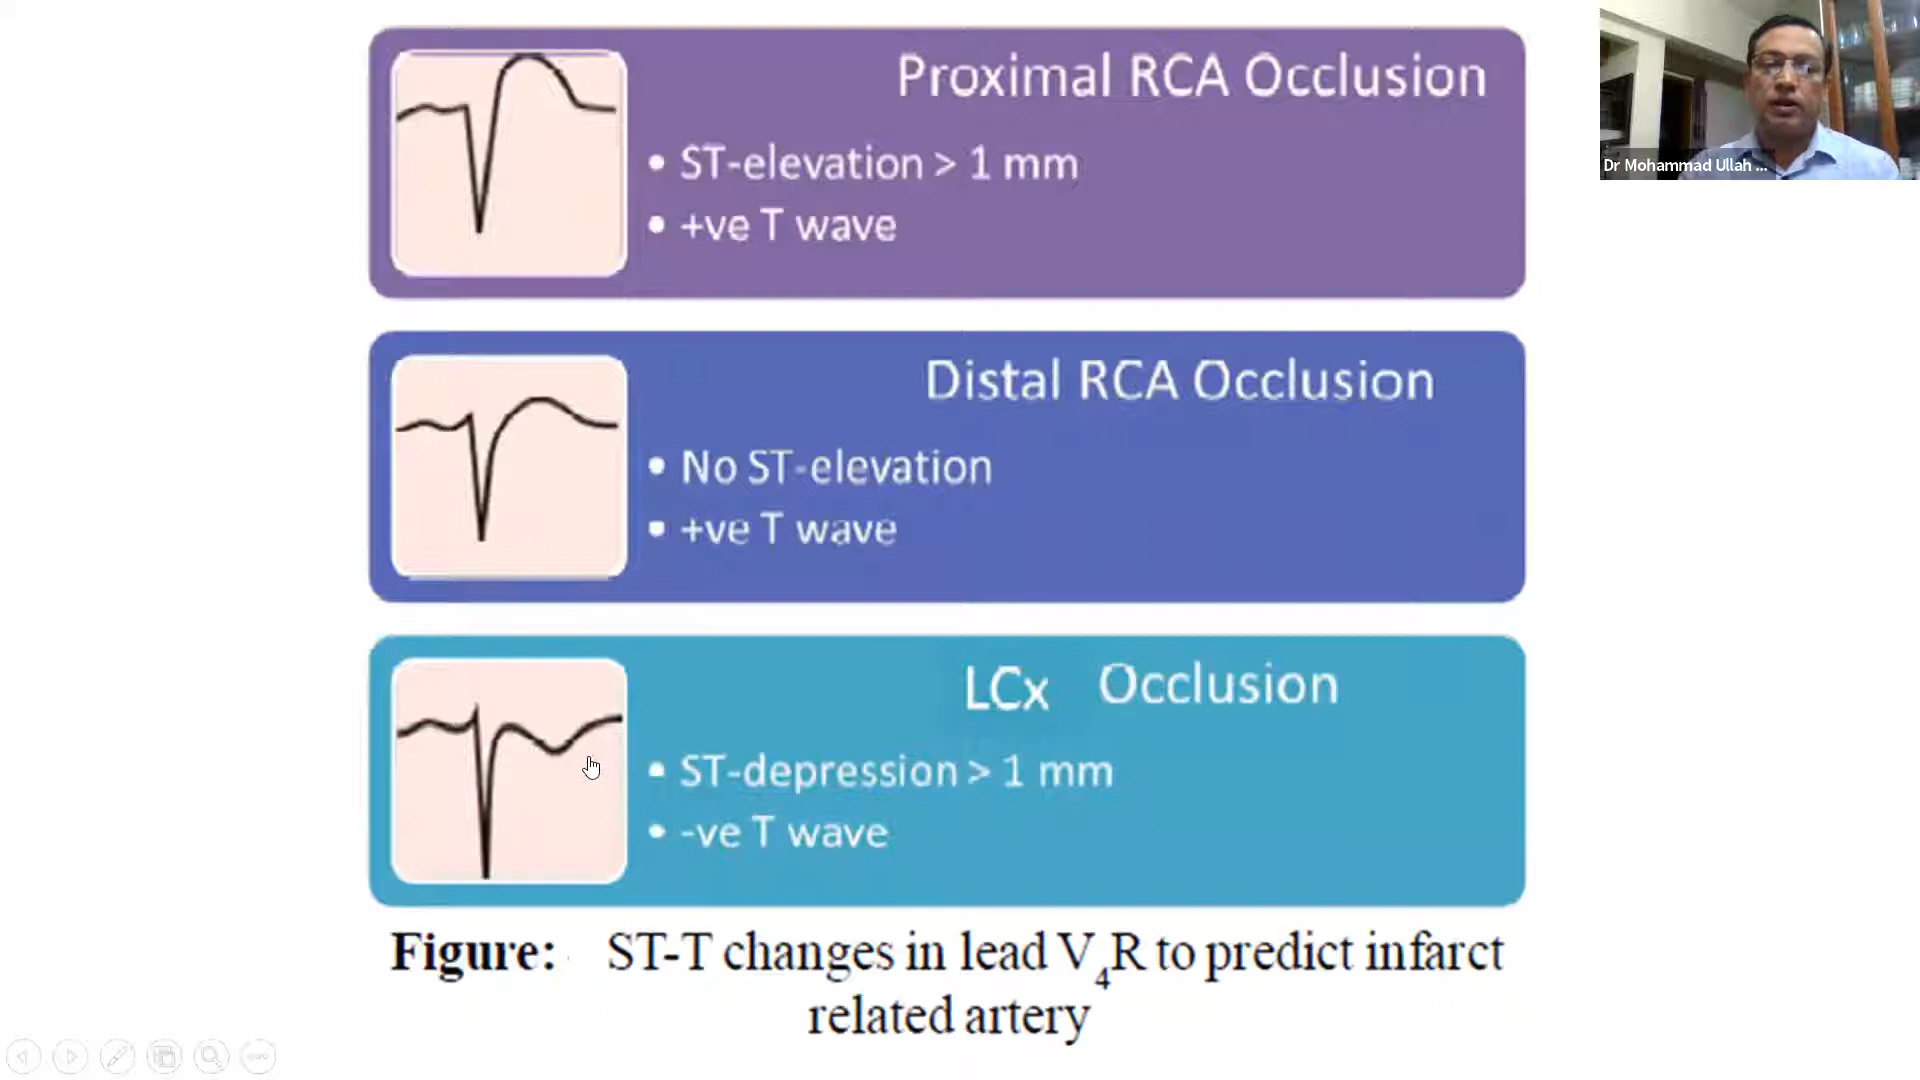 Proximal RCA Occlusion
• ST-elevation > 1 mm
• +ve T wave
Dr Mohammad Ullah ...
Distal RCA Occlusion
• No ST-elevation
• +ve T wave
LCx Occlusion
• ST-depression > 1 mm
• -ve T wave
Figure: ST-T changes in lead V4R to predict infarct
related artery